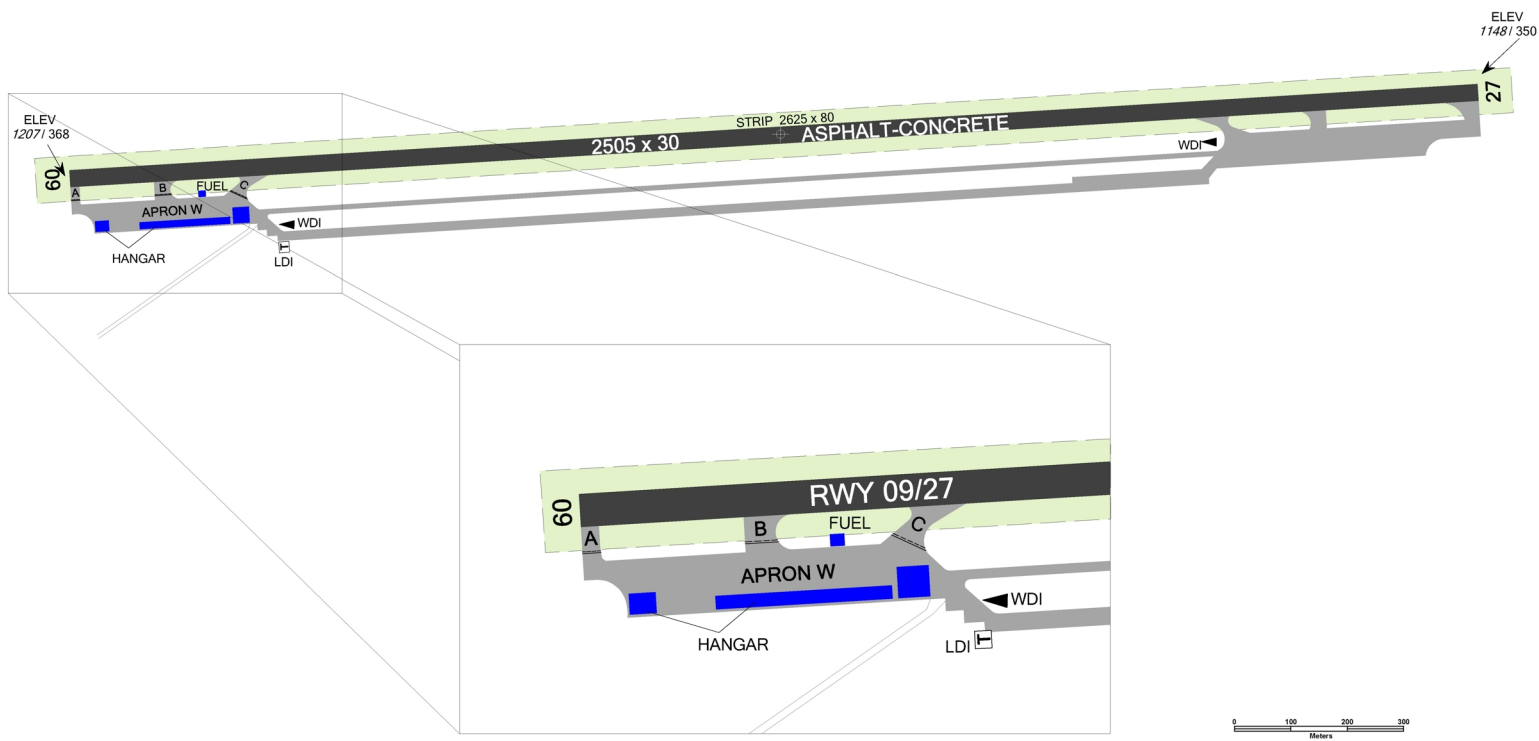 ELEV
1148 / 350
27
ELEV
1207 / 368
09
STRIP 2625 x 80
2505 x 30
ASPHALT-CONCRETE
WDI
A
B
FUEL
C
APRON W
WDI
HANGAR
LDI
T
09
RWY 09/27
A
B
FUEL
C
APRON W
WDI
HANGAR
LDI
T
0 100 200 300
Meters